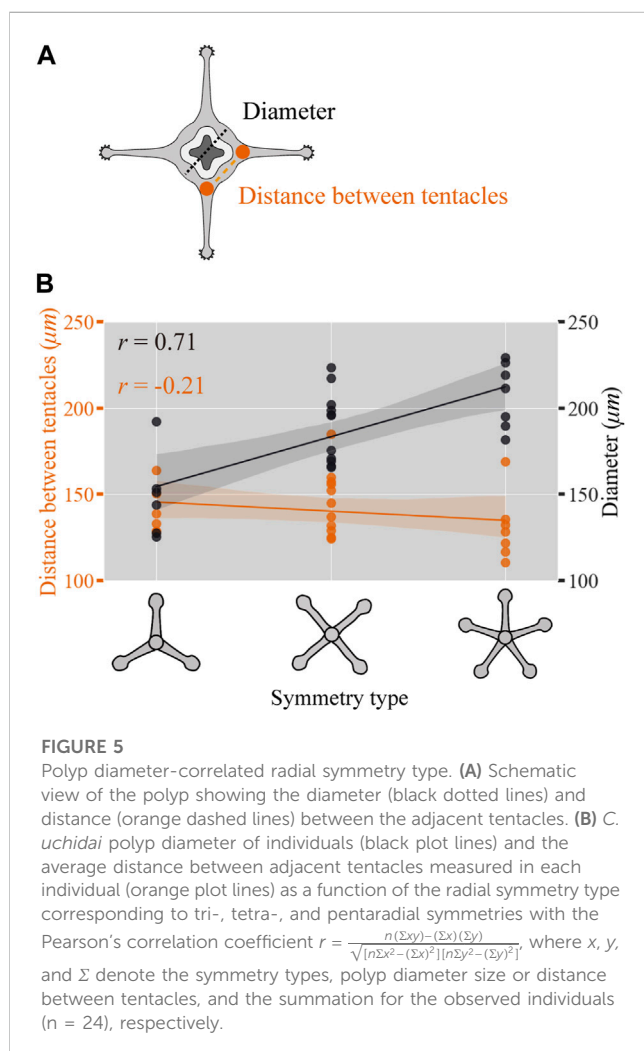 A
Diameter
Distance between tentacles
B
Distance between tentacles (μm)
250
200
150
100
r = 0.71
r = -0.21
250
200
150
100
Diameter (μm)
Symmetry type
FIGURE 5
Polyp diameter-correlated radial symmetry type. (A) Schematic
view of the polyp showing the diameter (black dotted lines) and
distance (orange dashed lines) between the adjacent tentacles. (B) C.
uchidai polyp diameter of individuals (black plot lines) and the
average distance between adjacent tentacles measured in each
individual (orange plot lines) as a function of the radial symmetry type
corresponding to tri-, tetra-, and pentaradial symmetries with the
Pearson's correlation coefficient r = n(Σxy)−(Σx)(Σy) / √[nΣx²−(Σx)²][nΣy²−(Σy)²], where x, y,
and Σ denote the symmetry types, polyp diameter size or distance
between tentacles, and the summation for the observed individuals
(n = 24), respectively.